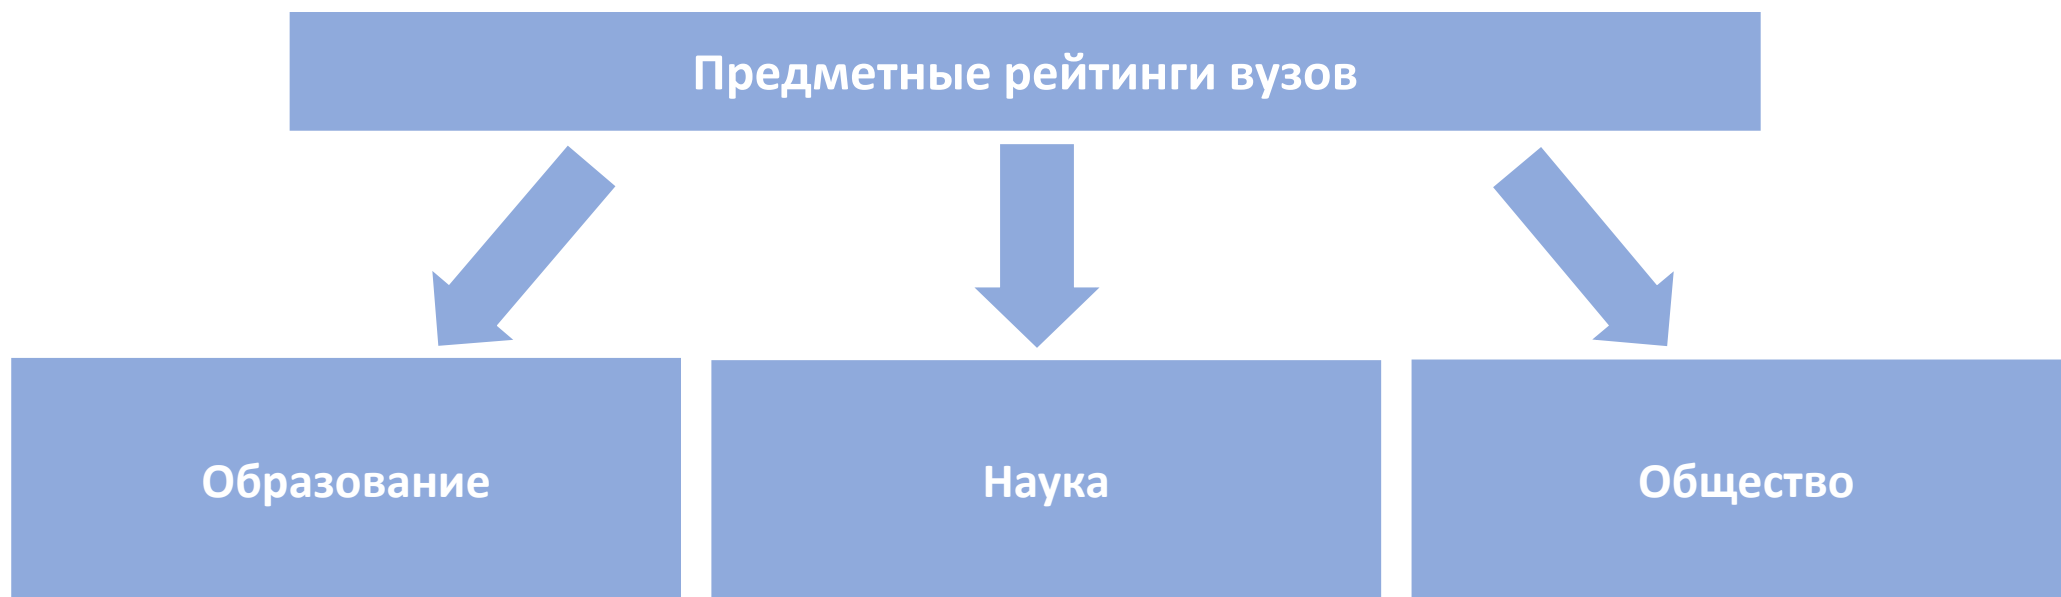 Предметные рейтинги вузов
Образование
Наука
Общество